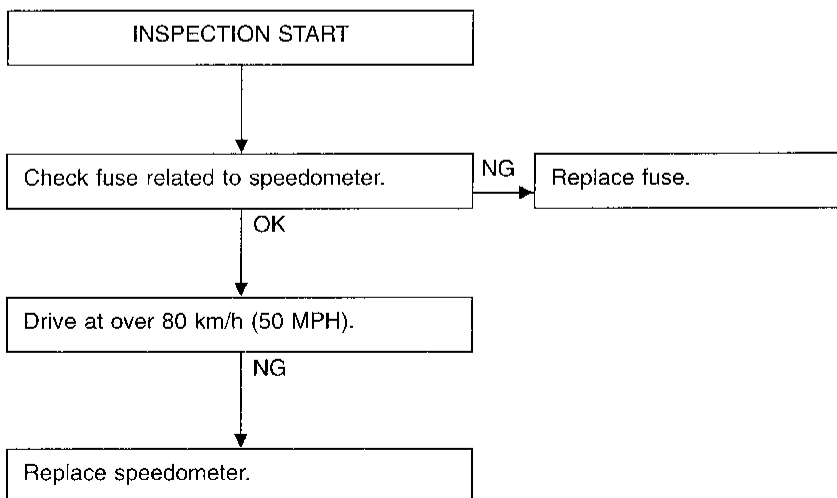 INSPECTION START
Check fuse related to speedometer.
NG
Replace fuse.
OK
Drive at over 80 km/h (50 MPH).
NG
Replace speedometer.